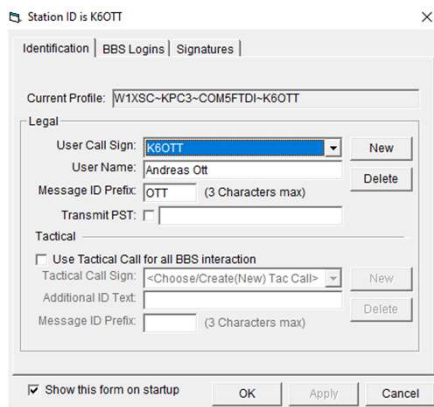 Station ID is K6OTT
Identification BBS Logins Signatures
Current Profile: W1XSC~KPC3~COM5FTDI~K6OTT
Legal
User Call Sign: K6OTT New
User Name: Andreas Ott
Delete
Message ID Prefix: OTT (3 Characters max)
Transmit PST:
Tactical
Use Tactical Call for all BBS interaction
Tactical Call Sign: <Choose/Create(New) Tac Call> New
Additional ID Text:
Delete
Message ID Prefix: (3 Characters max)
Show this form on startup OK Apply Cancel